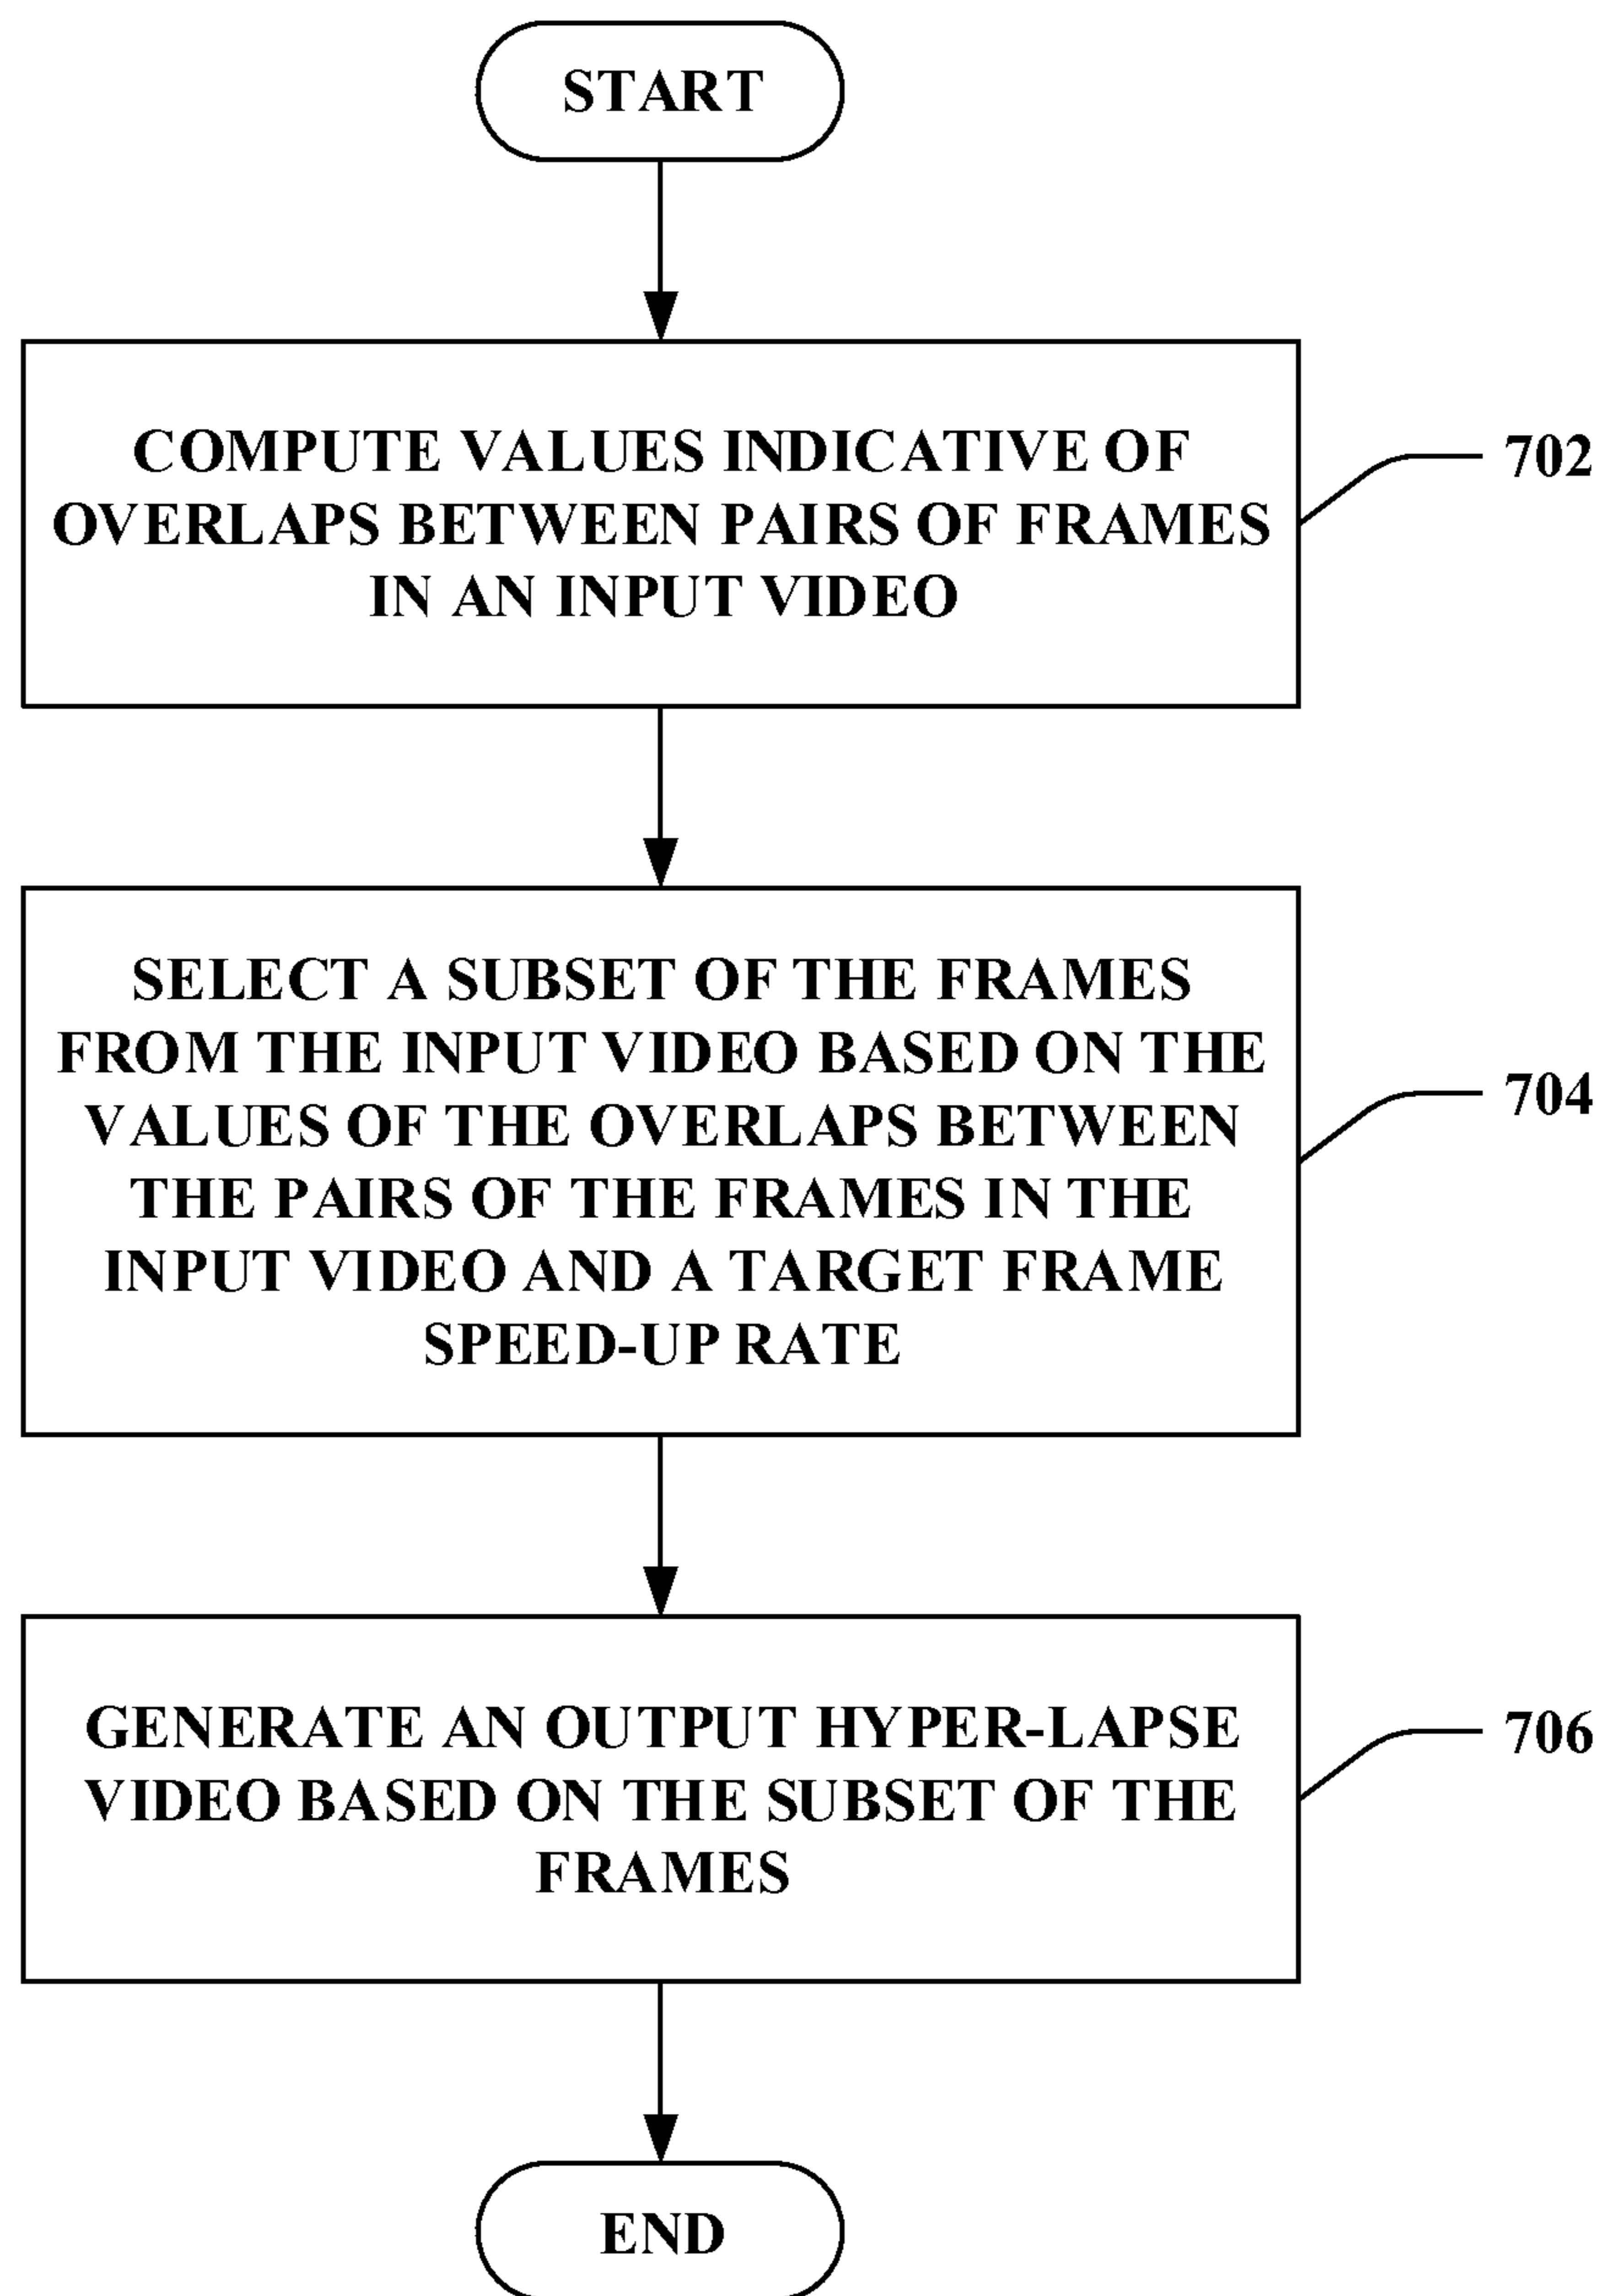 START
COMPUTE VALUES INDICATIVE OF
OVERLAPS BETWEEN PAIRS OF FRAMES
IN AN INPUT VIDEO
702
SELECT A SUBSET OF THE FRAMES
FROM THE INPUT VIDEO BASED ON THE
VALUES OF THE OVERLAPS BETWEEN
THE PAIRS OF THE FRAMES IN THE
INPUT VIDEO AND A TARGET FRAME
SPEED-UP RATE
704
GENERATE AN OUTPUT HYPER-LAPSE
VIDEO BASED ON THE SUBSET OF THE
FRAMES
706
END